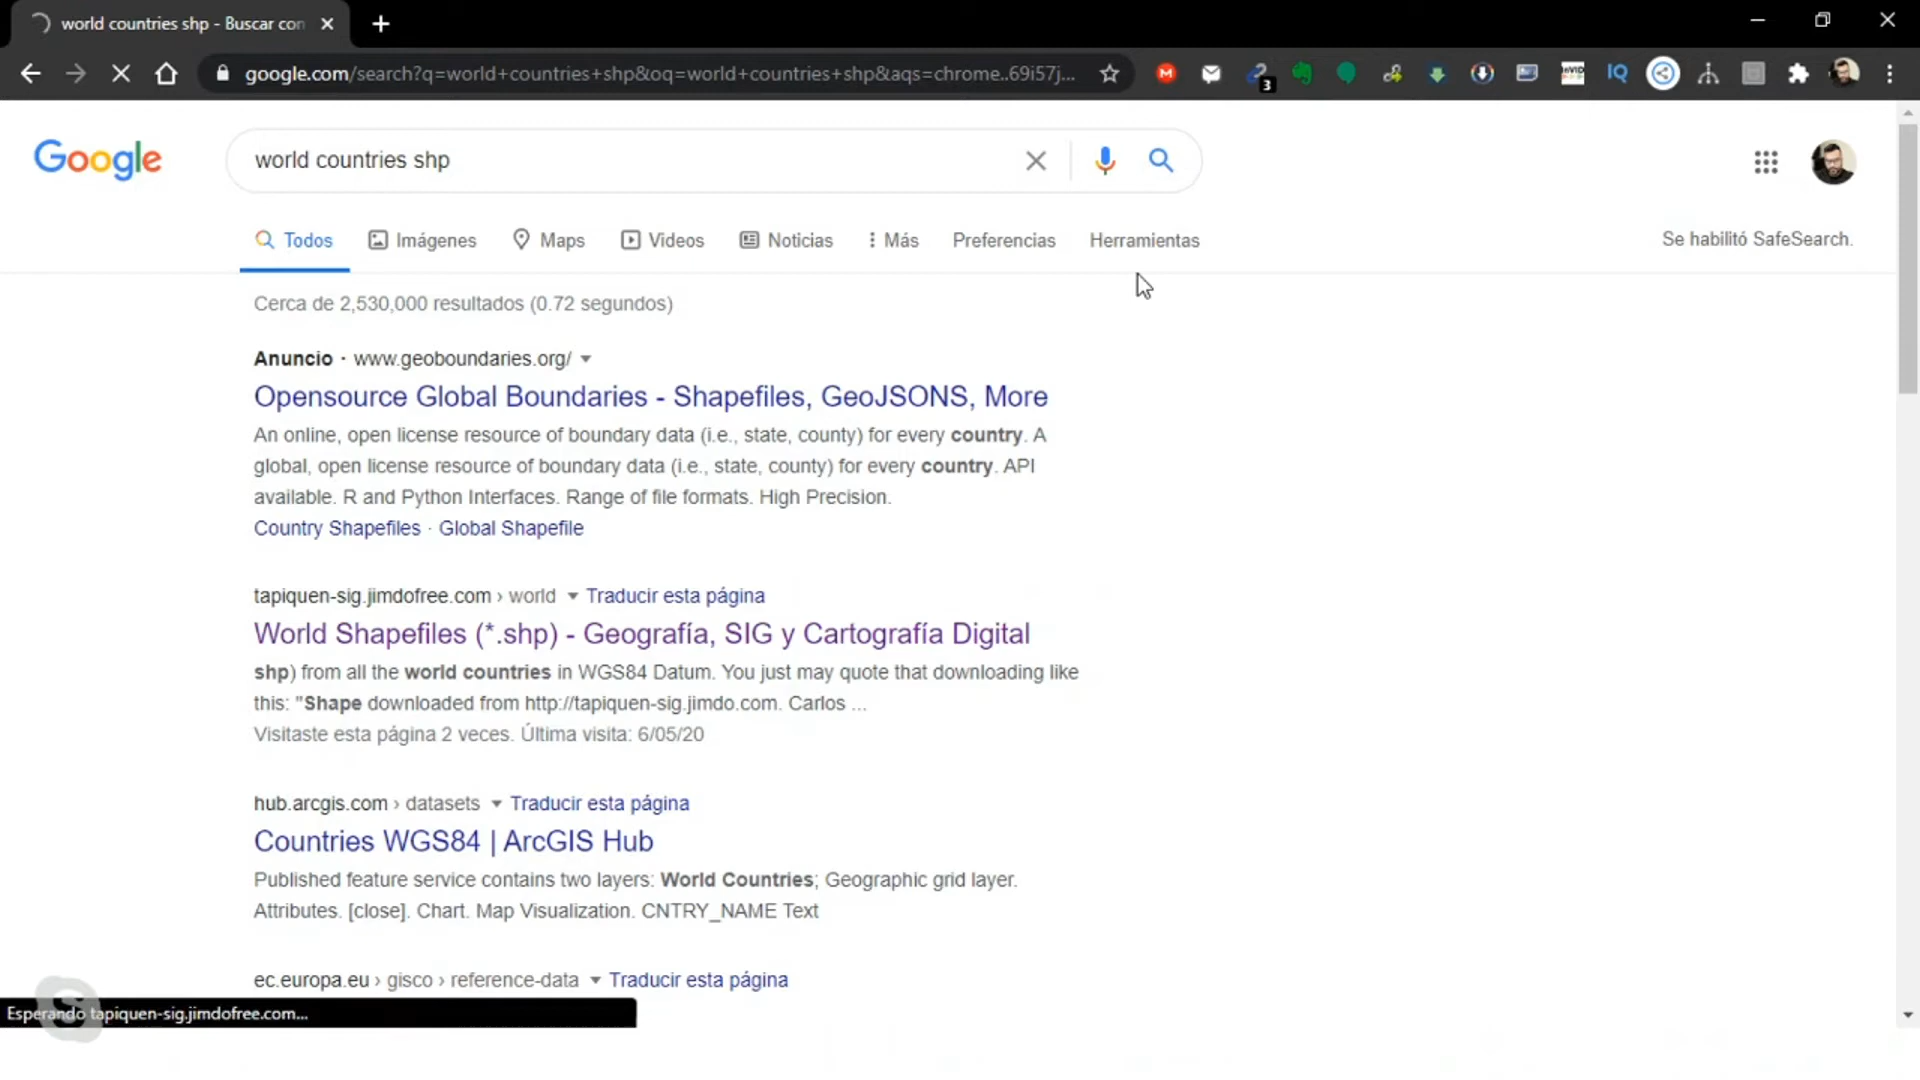 world countries shp - Buscar con
google.com/search?q=world+countries+shp&oq=world+countries+shp&aqs=chrome..69i57j...
3
InVID
IQ
Google
world countries shp
Todos Imágenes Maps Videos Noticias Más Preferencias Herramientas
Se habilitó SafeSearch.
Cerca de 2,530,000 resultados (0.72 segundos)
Anuncio · www.geoboundaries.org/
Opensource Global Boundaries - Shapefiles, GeoJSONS, More
An online, open license resource of boundary data (i.e., state, county) for every country. A
global, open license resource of boundary data (i.e., state, county) for every country. API
available. R and Python Interfaces. Range of file formats. High Precision.
Country Shapefiles · Global Shapefile
tapiquen-sig.jimdofree.com › world Traducir esta página
World Shapefiles (*.shp) - Geografía, SIG y Cartografía Digital
shp) from all the world countries in WGS84 Datum. You just may quote that downloading like
this: "Shape downloaded from http://tapiquen-sig.jimdo.com. Carlos ...
Visitaste esta página 2 veces. Última visita: 6/05/20
hub.arcgis.com › datasets Traducir esta página
Countries WGS84 | ArcGIS Hub
Published feature service contains two layers: World Countries; Geographic grid layer.
Attributes. [close]. Chart. Map Visualization. CNTRY_NAME Text
ec.europa.eu › gisco › reference-data Traducir esta página
Esperando tapiquen-sig.jimdofree.com...